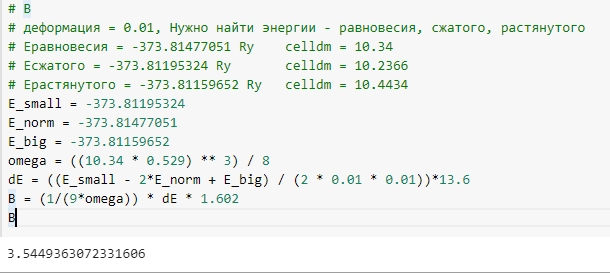 # B
# деформация = 0.01, Нужно найти энергии - равновесия, сжатого, растянутого
# Еравновесия = -373.81477051 Ry    celldm = 10.34
# Есжатого = -373.81195324 Ry       celldm = 10.2366
# Ерастянутого = -373.81159652 Ry   celldm = 10.4434
E_small = -373.81195324
E_norm = -373.81477051
E_big = -373.81159652
omega = ((10.34 * 0.529) ** 3) / 8
dE = ((E_small - 2*E_norm + E_big) / (2 * 0.01 * 0.01))*13.6
B = (1/(9*omega)) * dE * 1.602
B
3.5449363072331606